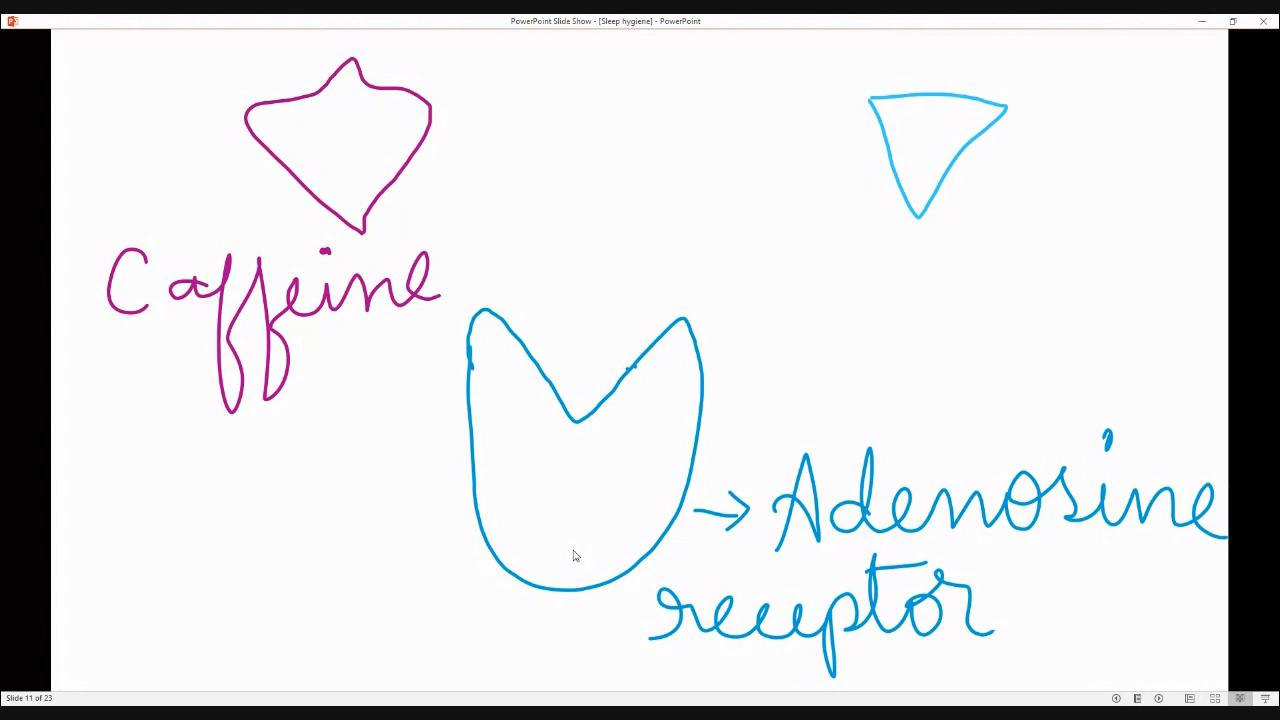 PowerPoint Slide Show - [Sleep hygiene] - PowerPoint
Caffeine
Adenosine
receptor
Slide 11 of 23